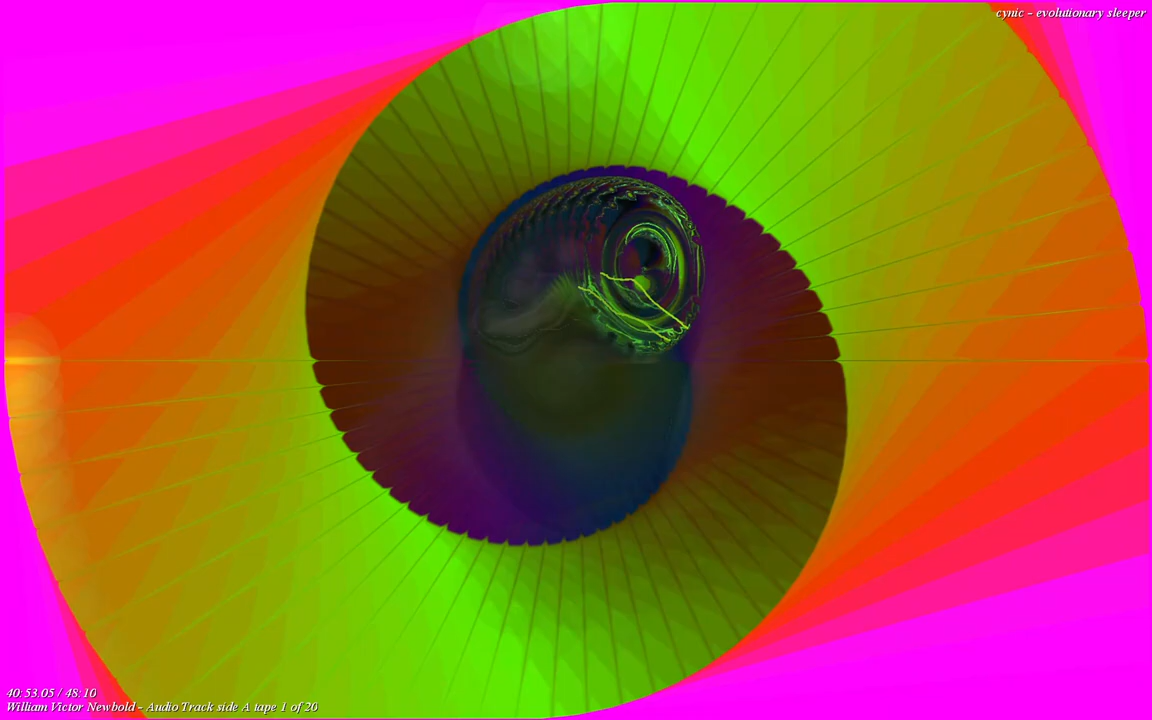 cynic - evolutionary sleeper
40:53.05 / 48:10
William Victor Newbold - Audio Track side A tape 1 of 20